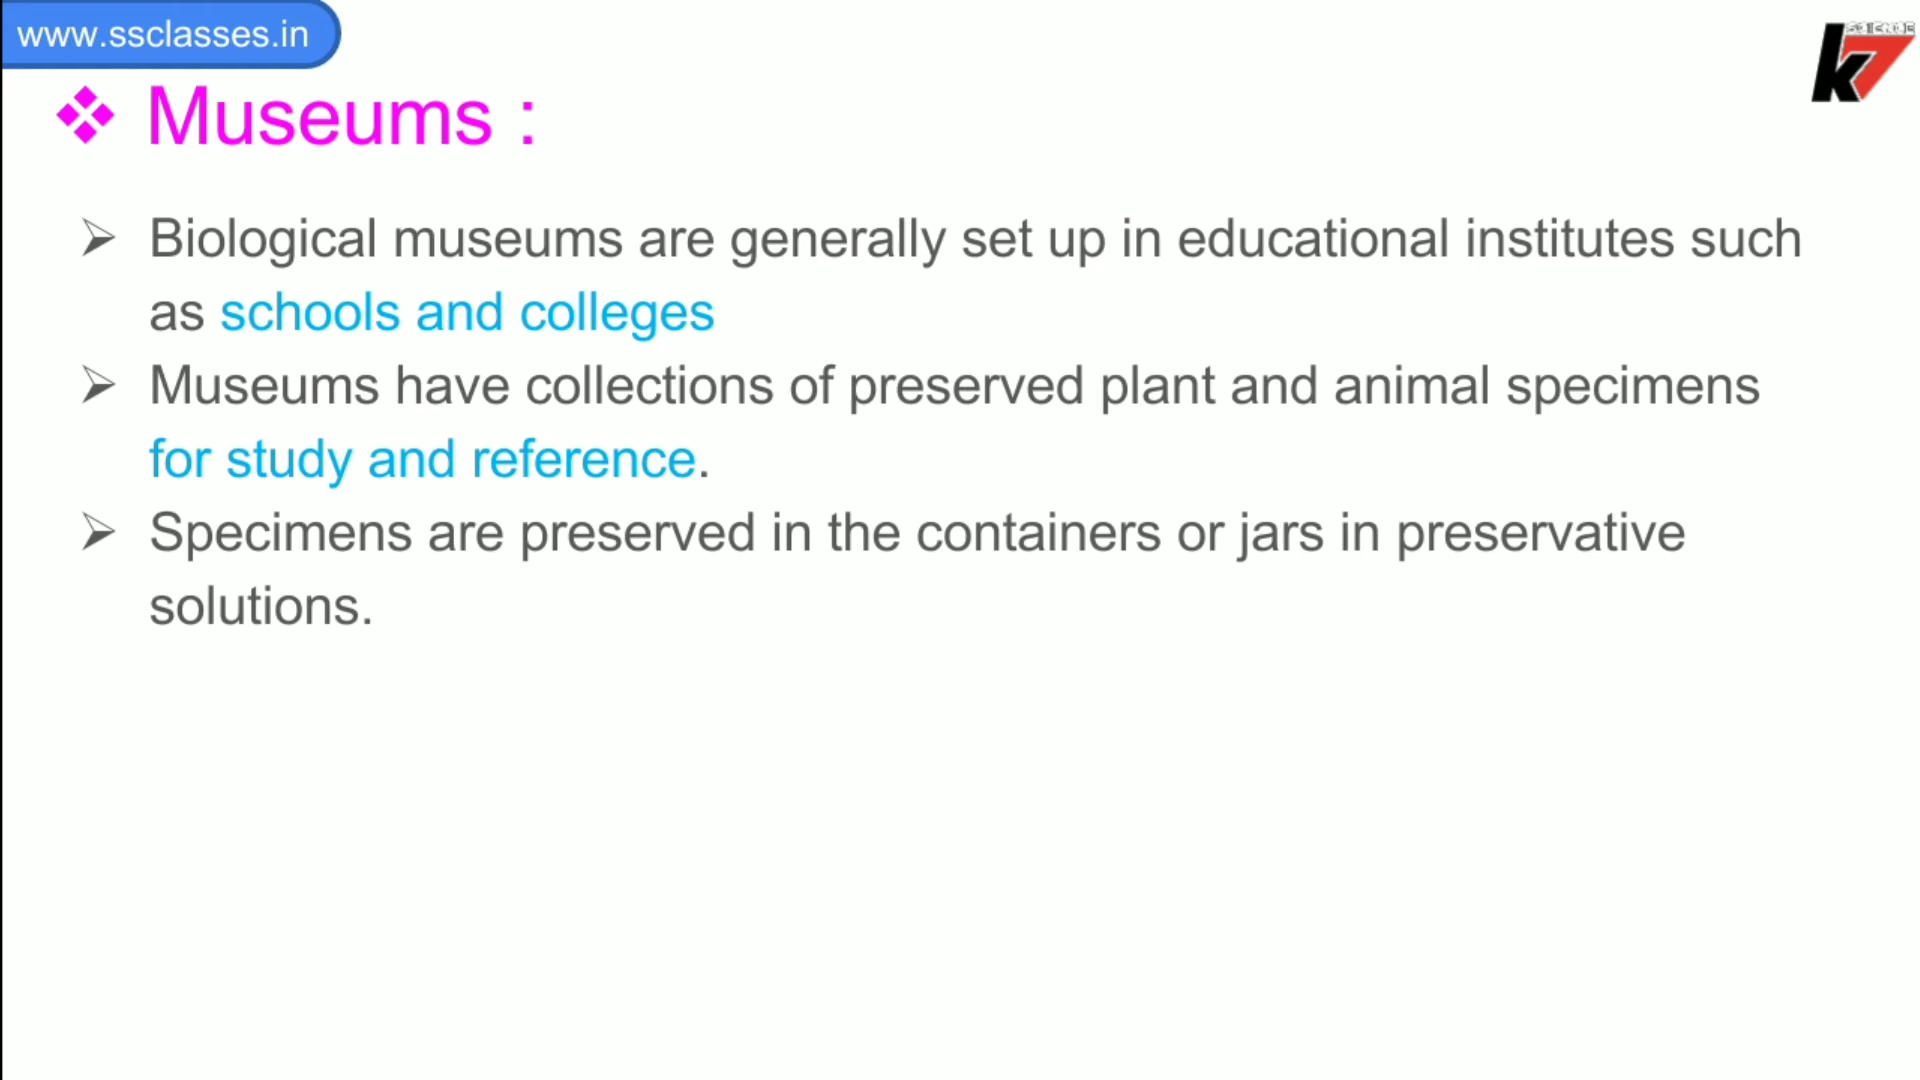 www.ssclasses.in
SCIENCE
k7
❖ Museums :
➢ Biological museums are generally set up in educational institutes such
as schools and colleges
➢ Museums have collections of preserved plant and animal specimens
for study and reference.
➢ Specimens are preserved in the containers or jars in preservative
solutions.